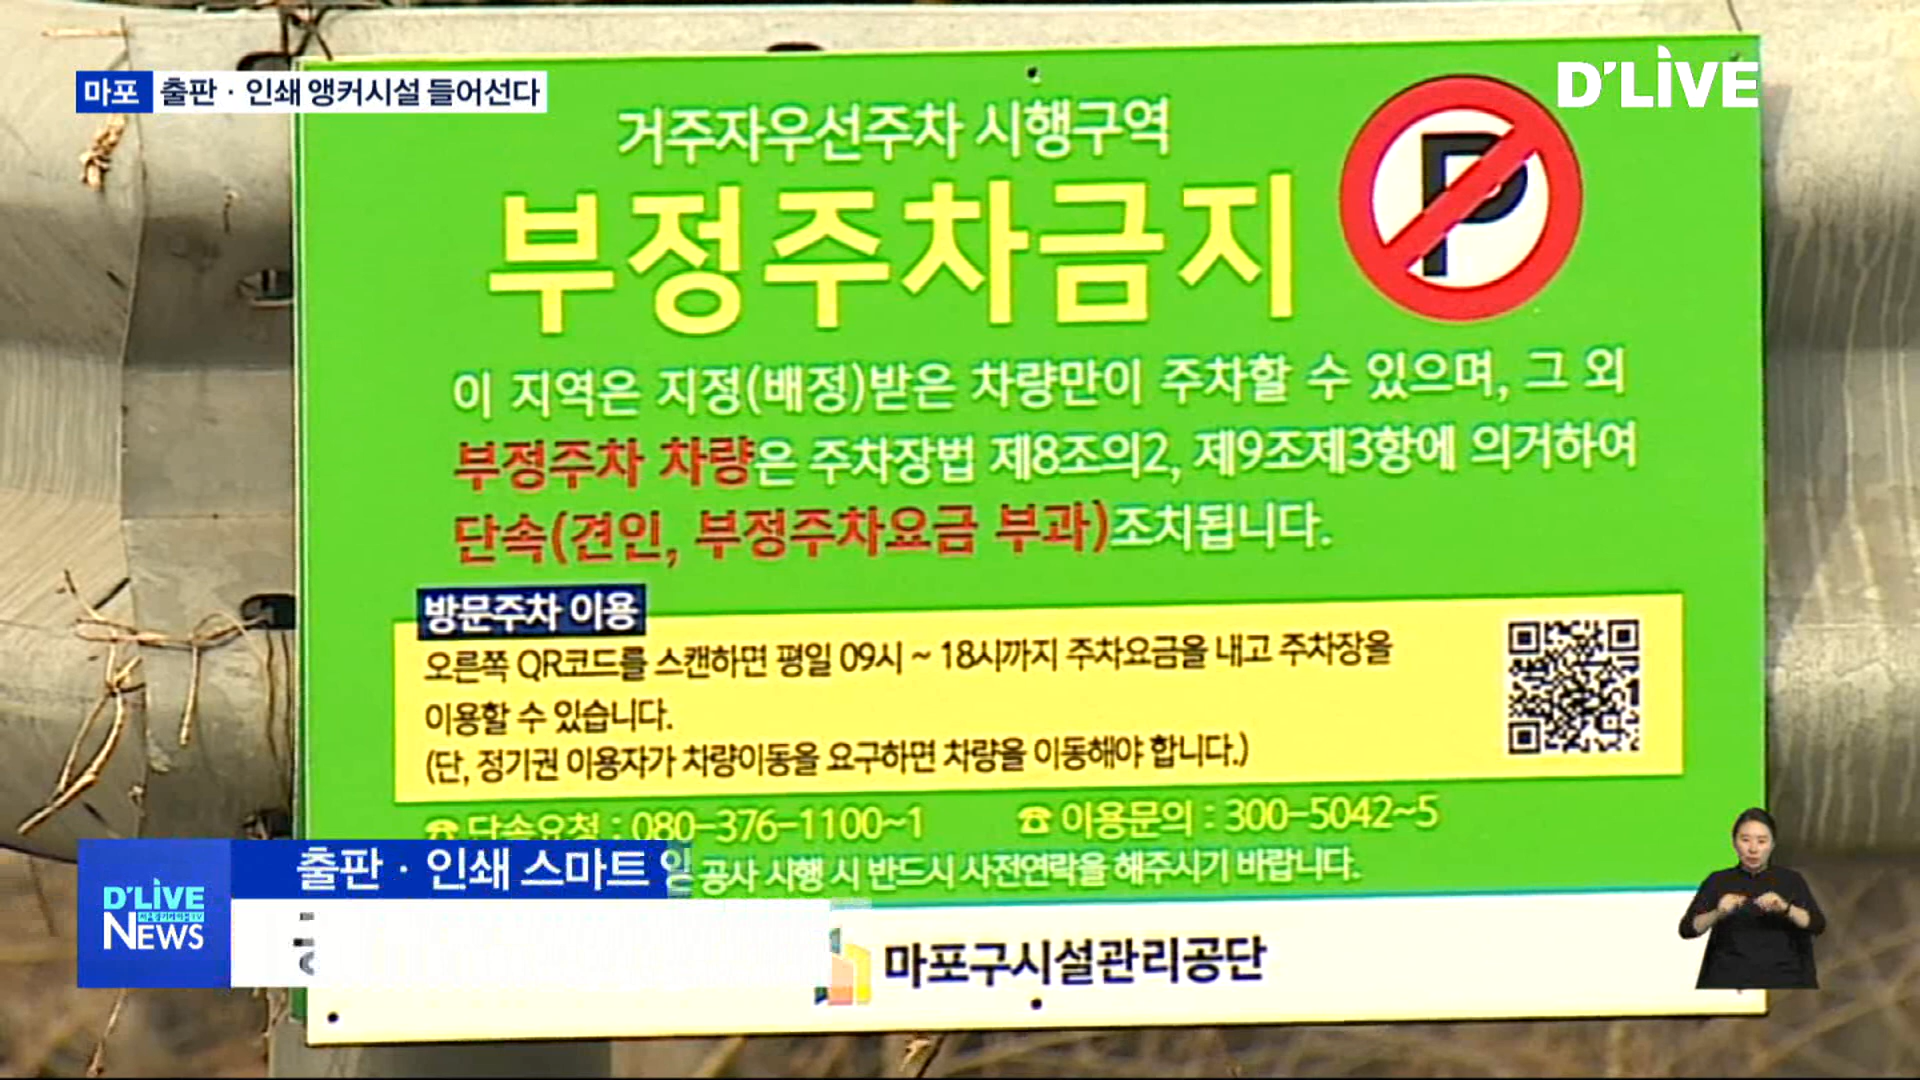 마포 출판 · 인쇄 앵커시설 들어선다
D'LIVE
거주자우선주차 시행구역
부정주차금지
P
이 지역은 지정(배정)받은 차량만이 주차할 수 있으며, 그 외
부정주차 차량은 주차장법 제8조의2, 제9조제3항에 의거하여
단속(견인, 부정주차요금 부과)조치됩니다.
방문주차 이용
오른쪽 QR코드를 스캔하면 평일 09시 ~ 18시까지 주차요금을 내고 주차장을
이용할 수 있습니다.
(단, 정기권 이용자가 차량이동을 요구하면 차량을 이동해야 합니다.)
☎ 단속요청 : 080-376-1100~1 ☎ 이용문의 : 300-5042~5
출판 · 인쇄 스마트 공사 시행 시 반드시 사전연락을 해주시기 바랍니다.
D'LIVE
NEWS
마포구시설관리공단